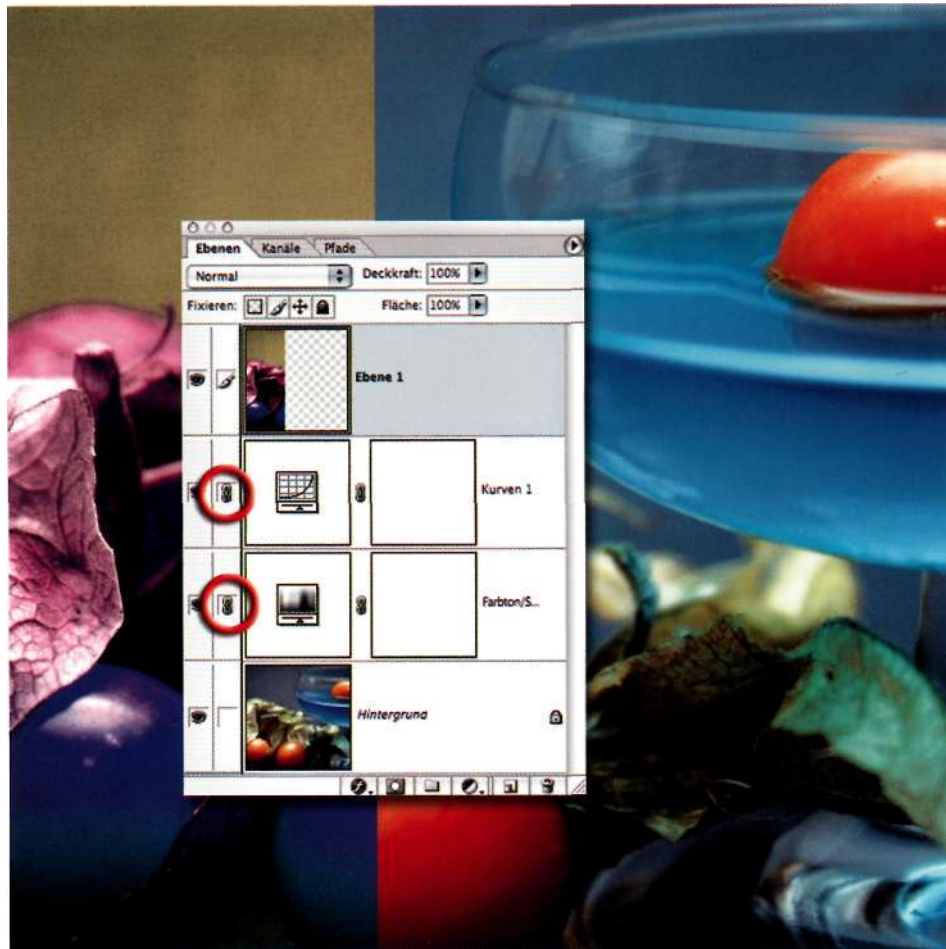 Ebenen Kanäle Pfade
Normal Deckkraft: 100%
Fixieren: Fläche: 100%
Ebene 1
Kurven 1
Farbton/S...
Hintergrund